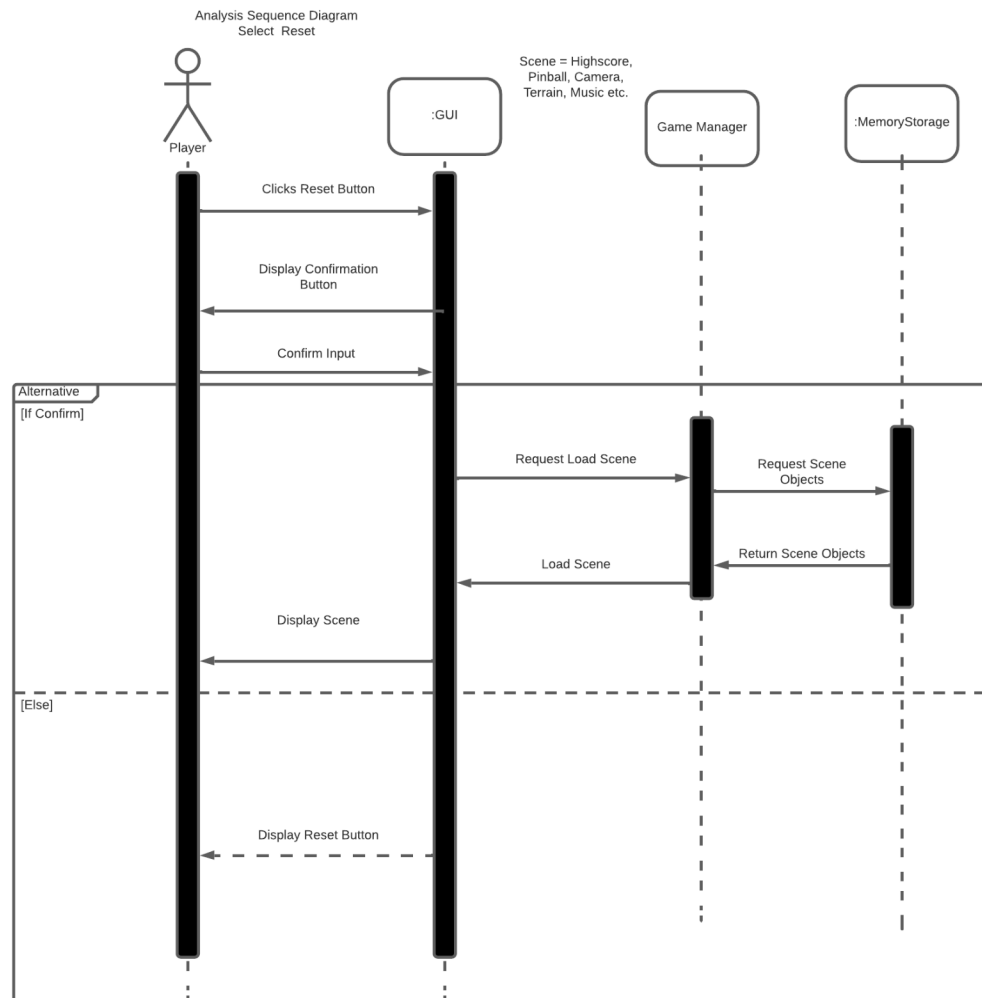 Analysis Sequence Diagram
Select Reset
Scene = Highscore,
Pinball, Camera,
Terrain, Music etc.
:GUI
Game Manager
:MemoryStorage
Player
Clicks Reset Button
Display Confirmation
Button
Confirm Input
Alternative
[If Confirm]
Request Load Scene
Request Scene
Objects
Return Scene Objects
Load Scene
Display Scene
[Else]
Display Reset Button